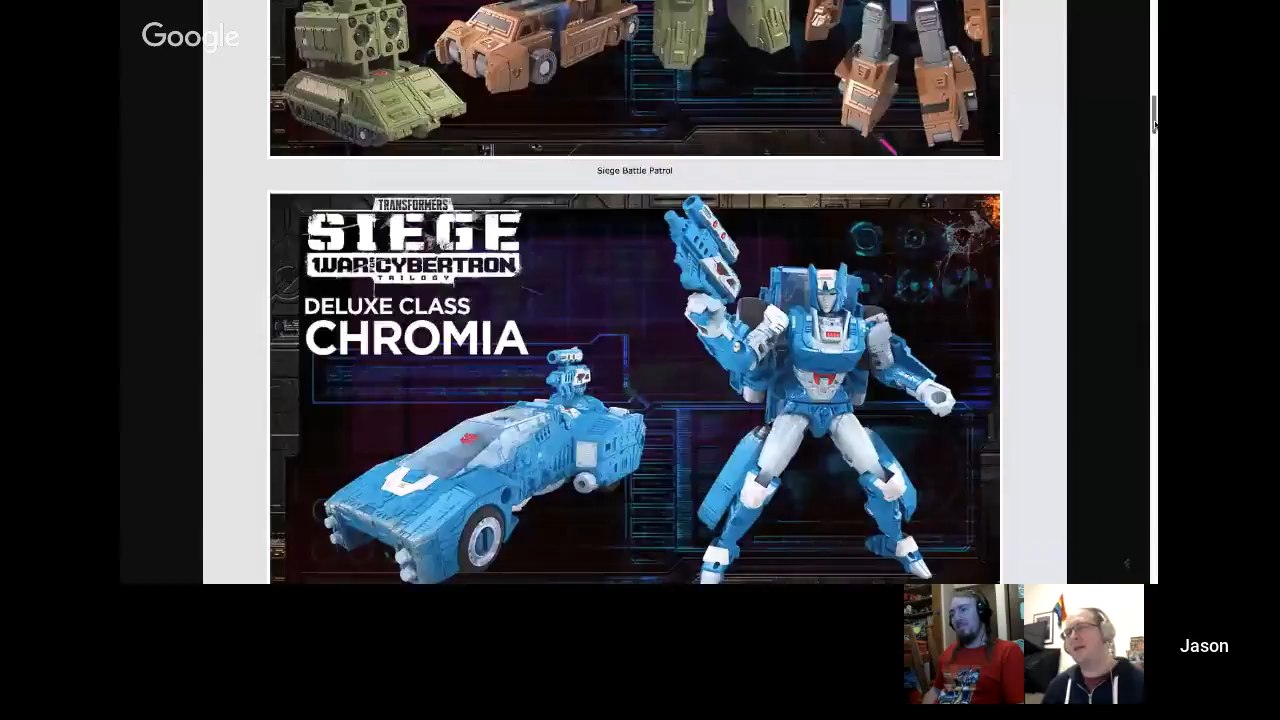 Google
Siege Battle Patrol
TRANSFORMERS
SIEGE
WAR FOR CYBERTRON
TRILOGY
DELUXE CLASS
CHROMIA
Jason